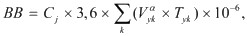 BB = C_j × 3,6 × ∑_k (V_{yk}^a × T_{yk}) × 10^{-6},